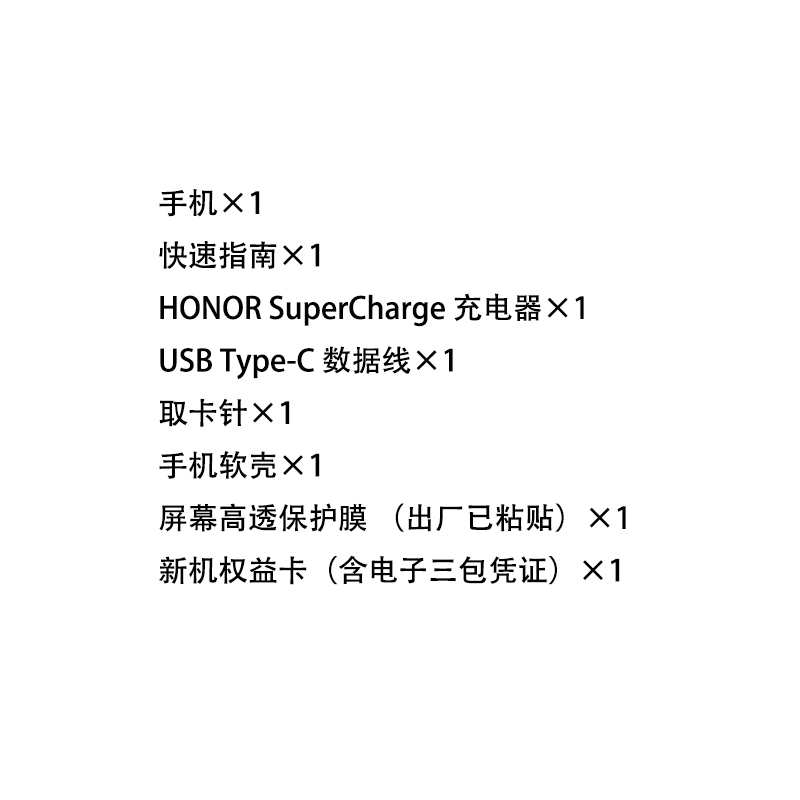 手机×1
快速指南×1
HONOR SuperCharge 充电器×1
USB Type-C 数据线×1
取卡针×1
手机软壳×1
屏幕高透保护膜 （出厂已粘贴）×1
新机权益卡（含电子三包凭证）×1